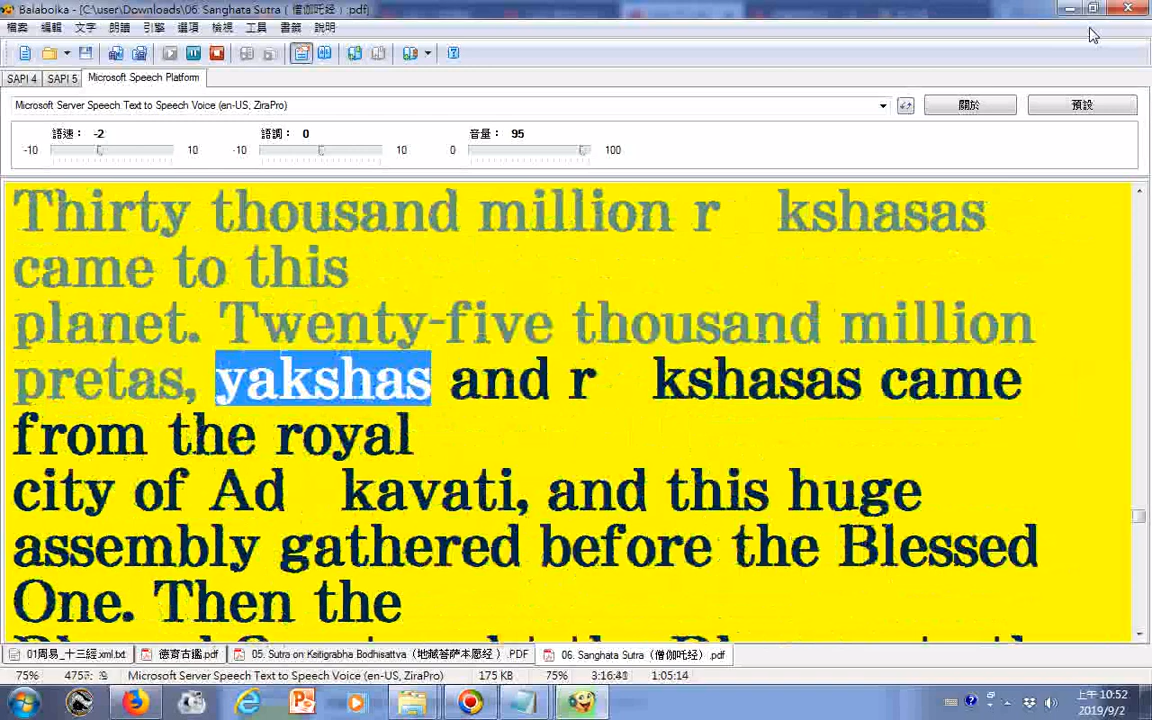 Balabolka - [C:\user\Downloads\06. Sanghata Sutra（僧伽吒经）.pdf]
檔案 編輯 文字 朗讀 引擎 選項 檢視 工具 書籤 說明
SAPI 4 SAPI 5 Microsoft Speech Platform
Microsoft Server Speech Text to Speech Voice (en-US, ZiraPro) 關於 預設
語速： -2 語調： 0 音量： 95
-10 10 -10 10 0 100
Thirty thousand million r kshasas
came to this
planet. Twenty-five thousand million
pretas, yakshas and r kshasas came
from the royal
city of Ad kavati, and this huge
assembly gathered before the Blessed
One. Then the
01周易_十三經.xml.txt 德育古鑑.pdf 05. Sutra on Ksitigrabha Bodhisattva（地藏菩萨本愿经）.PDF 06. Sanghata Sutra（僧伽吒经）.pdf
75% Microsoft Server Speech Text to Speech Voice (en-US, ZiraPro) 175 KB 75% 1:05:14
上午 10:52
2019/9/2